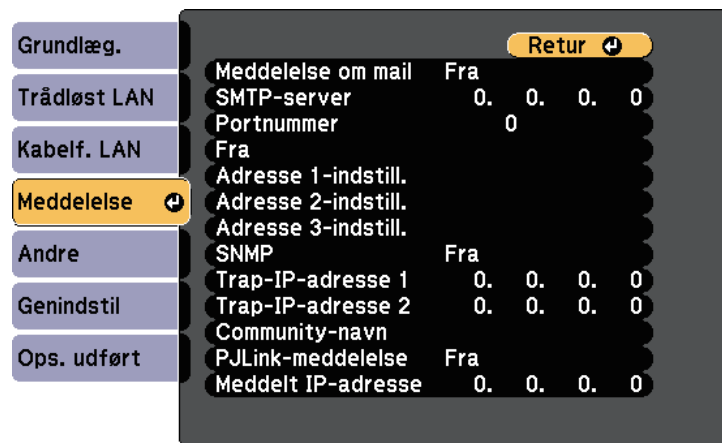 Grundlæg.
Trådløst LAN
Kabelf. LAN
Meddelelse
Andre
Genindstil
Ops. udført
Retur
Meddelelse om mail Fra
SMTP-server 0. 0. 0. 0
Portnummer 0
Fra
Adresse 1-indstill.
Adresse 2-indstill.
Adresse 3-indstill.
SNMP Fra
Trap-IP-adresse 1 0. 0. 0. 0
Trap-IP-adresse 2 0. 0. 0. 0
Community-navn
PJLink-meddelelse Fra
Meddelt IP-adresse 0. 0. 0. 0